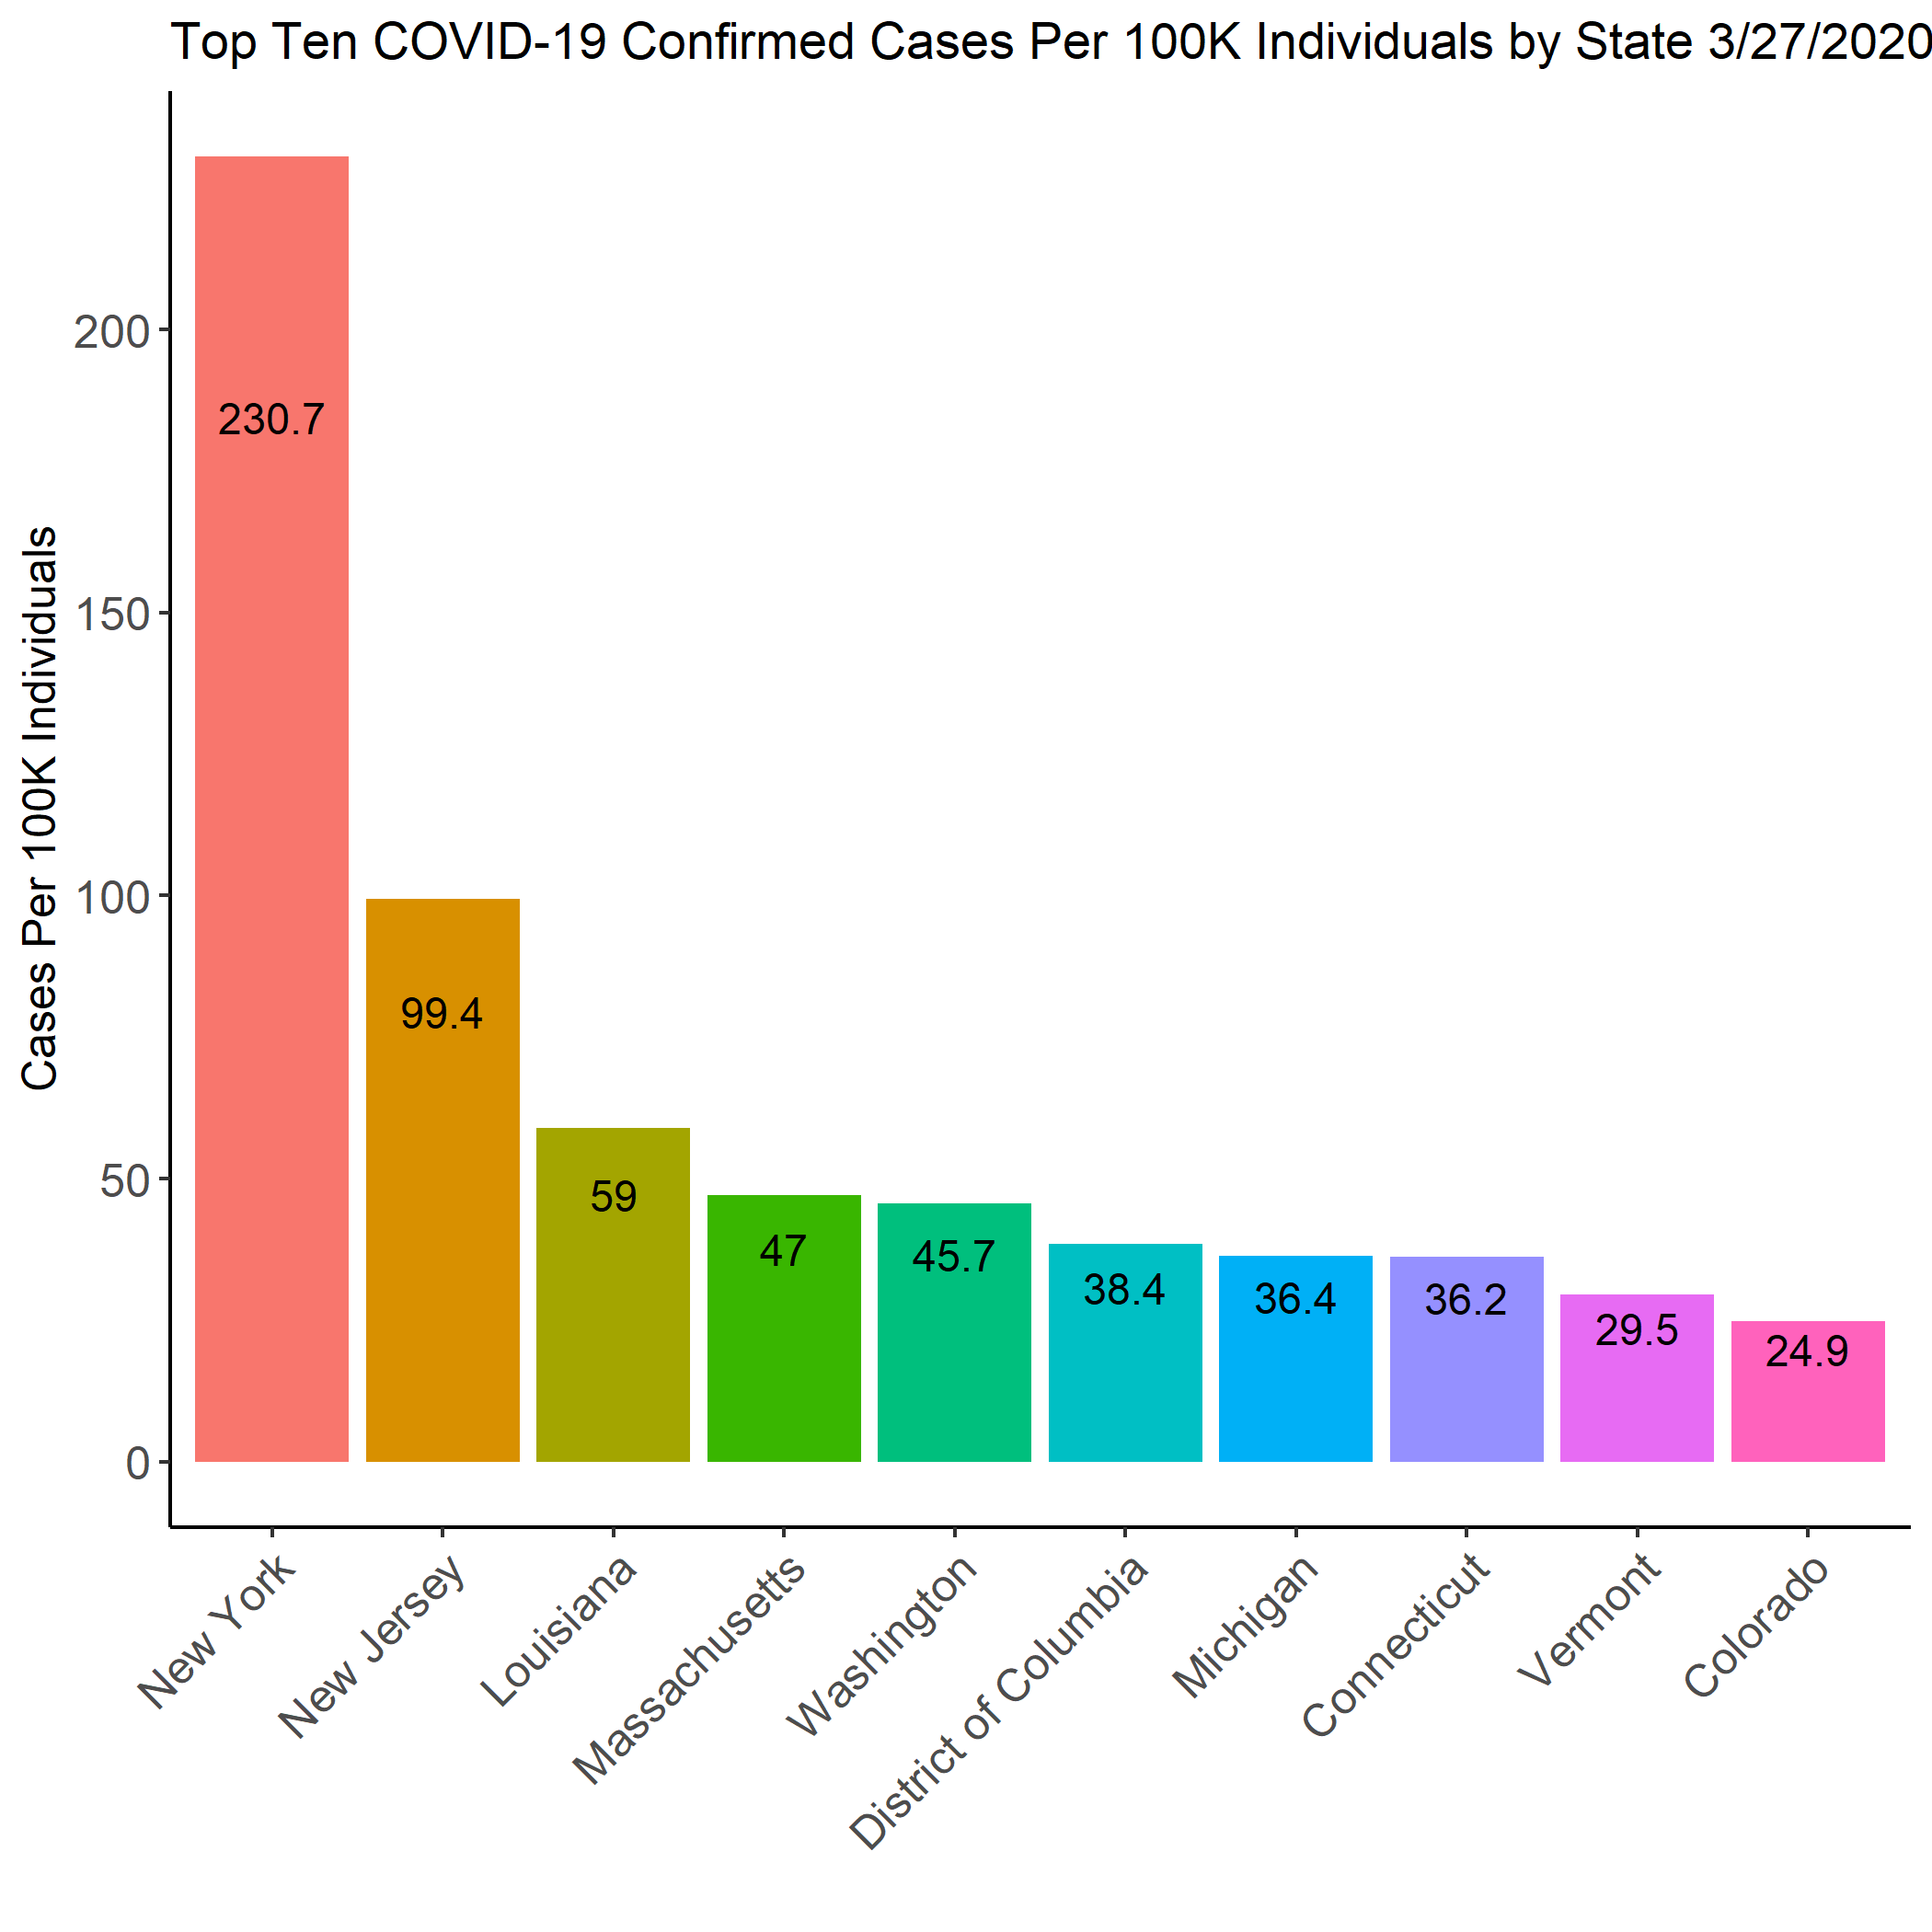 Top Ten COVID-19 Confirmed Cases Per 100K Individuals by State 3/27/2020
Cases Per 100K Individuals
200
150
100
50
0
230.7
99.4
59
47
45.7
38.4
36.4
36.2
29.5
24.9
New York
New Jersey
Louisiana
Massachusetts
Washington
District of Columbia
Michigan
Connecticut
Vermont
Colorado